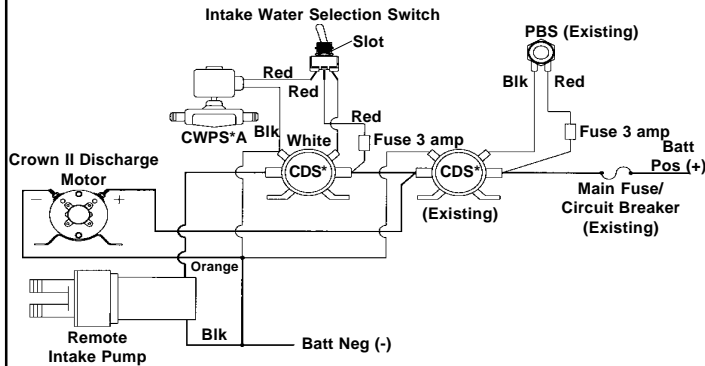 Intake Water Selection Switch
Slot
PBS (Existing)
Red
Red
Blk
Red
CWPS*A
Blk
White
Red
Fuse 3 amp
Fuse 3 amp
Batt
Pos (+)
Crown II Discharge
Motor
CDS*
CDS*
(Existing)
Main Fuse/
Circuit Breaker
(Existing)
– +
Orange
Blk
Batt Neg (-)
Remote
Intake Pump